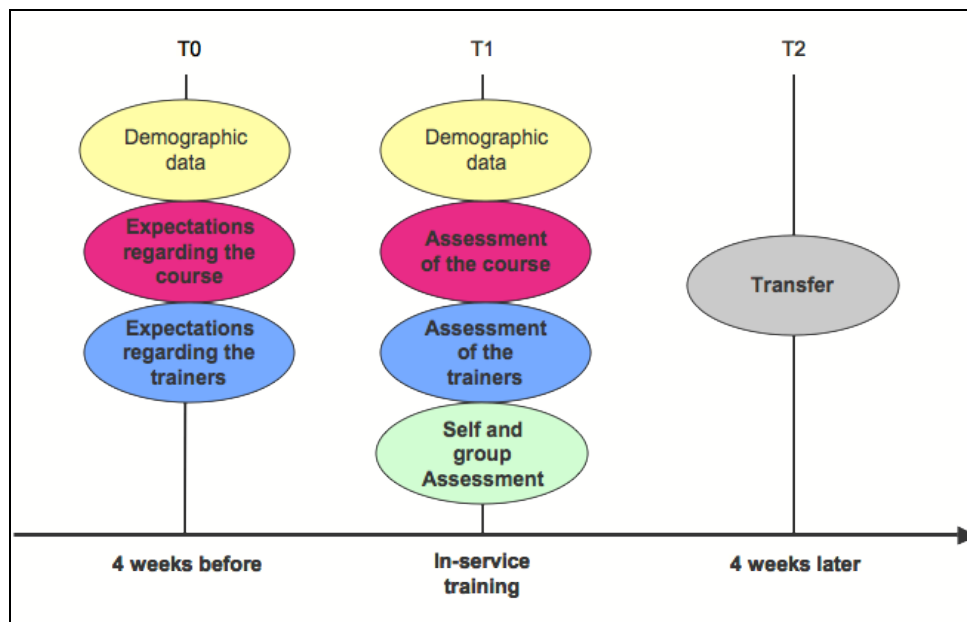 T0
T1
T2
Demographic
data
Demographic
data
Expectations
regarding the
course
Assessment
of the course
Transfer
Expectations
regarding the
trainers
Assessment
of the
trainers
Self and
group
Assessment
4 weeks before
In-service
training
4 weeks later